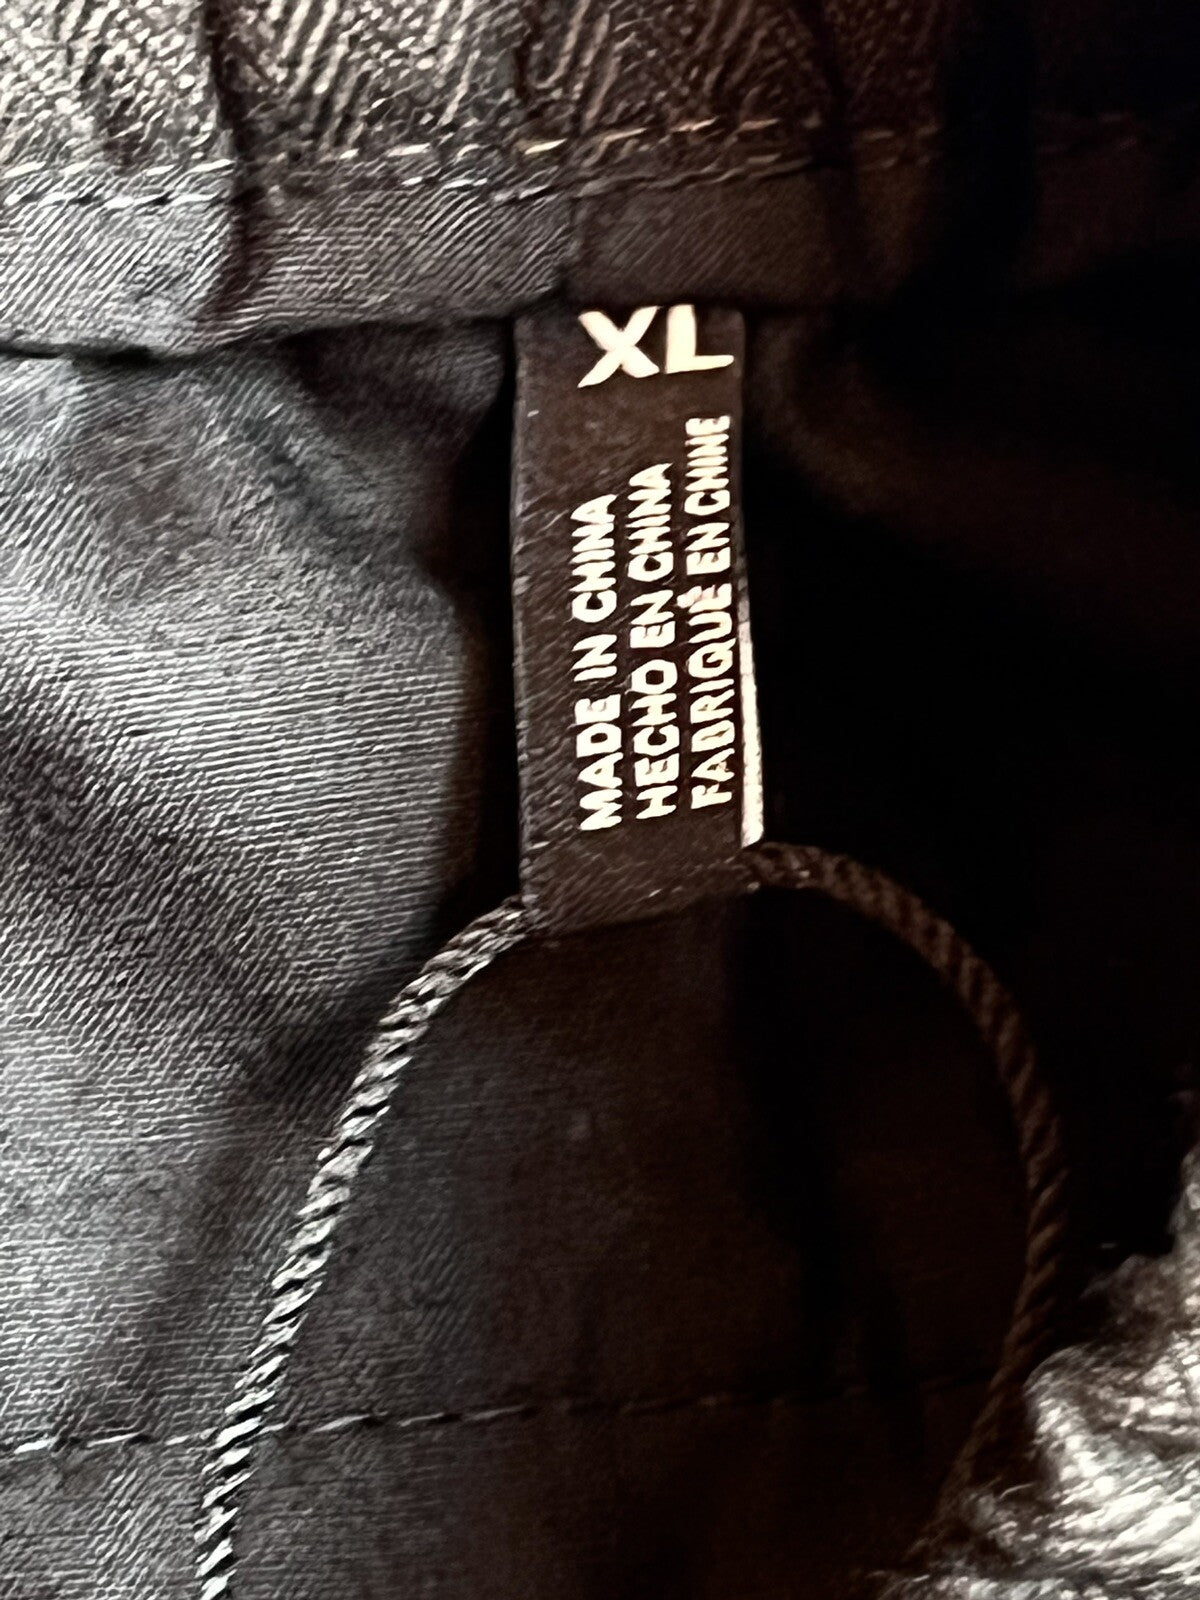 XL
MADE IN CHINA
HECHO EN CHINA
FABRIQUÉ EN CHINE